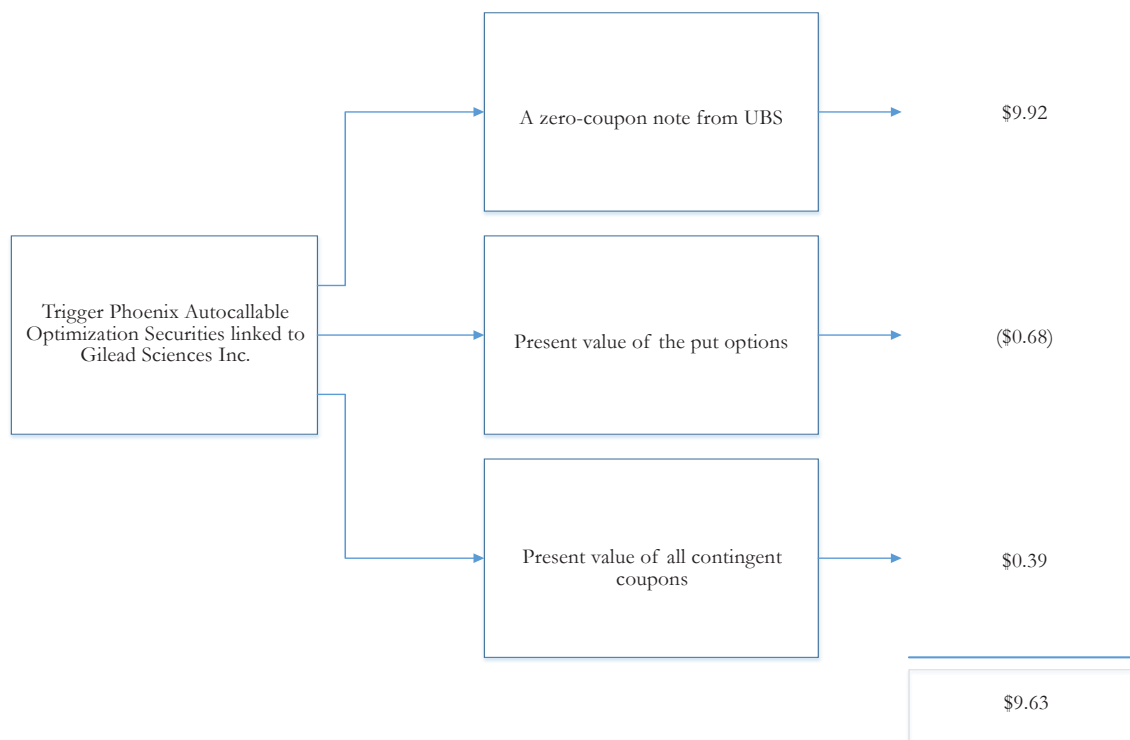 A zero-coupon note from UBS
$9.92
Trigger Phoenix Autocallable
Optimization Securities linked to
Gilead Sciences Inc.
Present value of the put options
($0.68)
Present value of all contingent
coupons
$0.39
$9.63